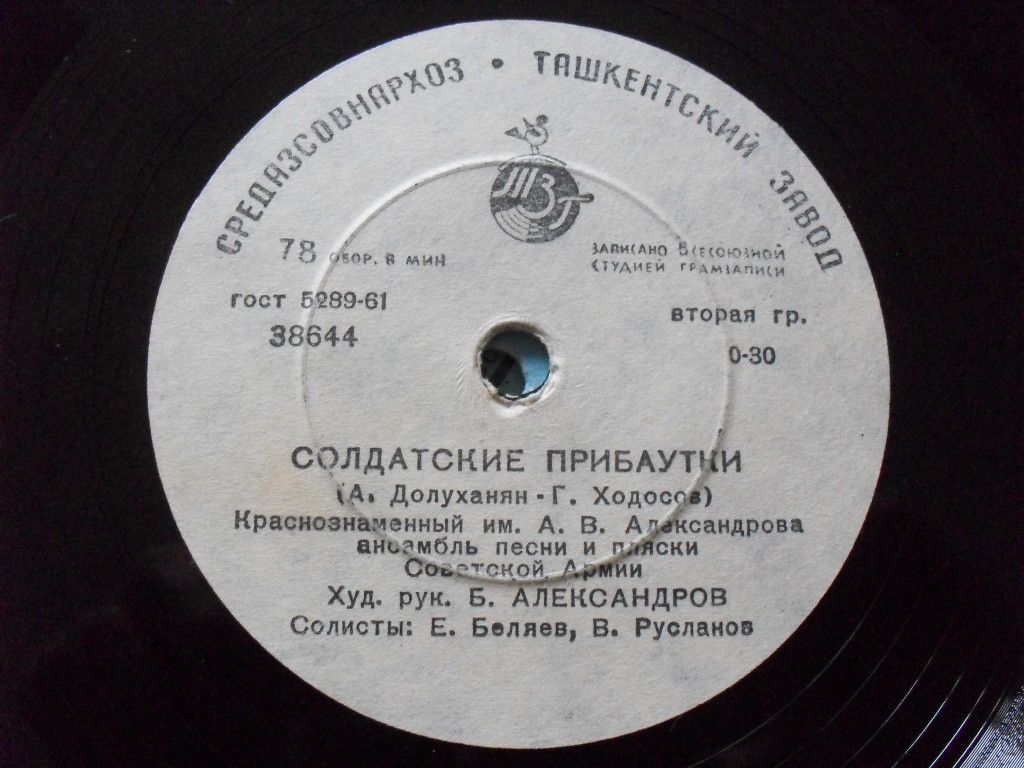 СРЕДАЗСОВНАРХОЗ • ТАШКЕНТСКИЙ ЗАВОД
ТЗГ
78 ОБОР. В МИН
ЗАПИСАНО ВСЕСОЮЗНОЙ
СТУДИЕЙ ГРАМЗАПИСИ
гост 5289-61
вторая гр.
38644
0-30
СОЛДАТСКИЕ ПРИБАУТКИ
(А. Долуханян - Г. Ходосов)
Краснознаменный им. А. В. Александрова
ансамбль песни и пляски
Советской Армии
Худ. рук. Б. АЛЕКСАНДРОВ
Солисты: Е. Беляев, В. Русланов